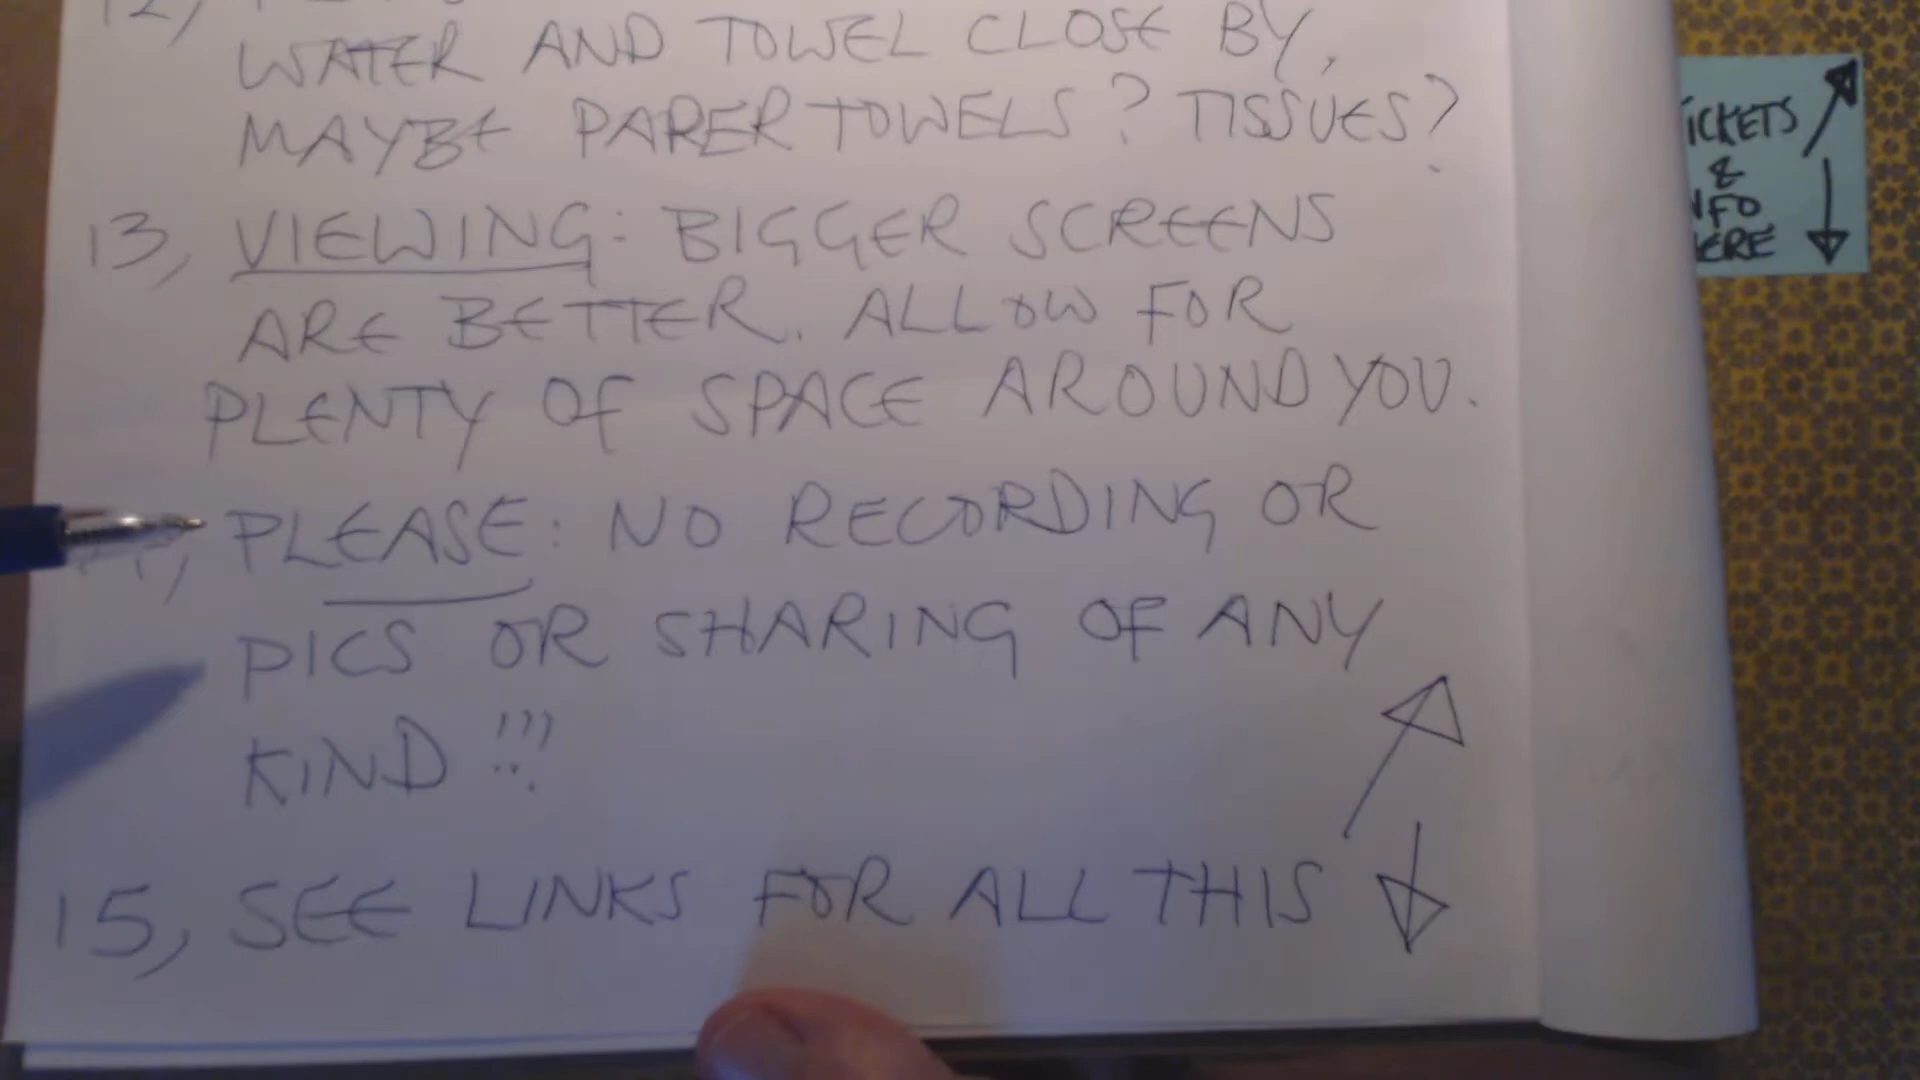 12,
WATER AND TOWEL CLOSE BY,
MAYBE PAPER TOWELS? TISSUES?
13, VIEWING: BIGGER SCREENS
ARE BETTER. ALLOW FOR
PLENTY OF SPACE AROUND YOU.
PLEASE: NO RECORDING OR
PICS OR SHARING OF ANY
KIND!!!
15, SEE LINKS FOR ALL THIS
ICKETS
&
NFO
ERE